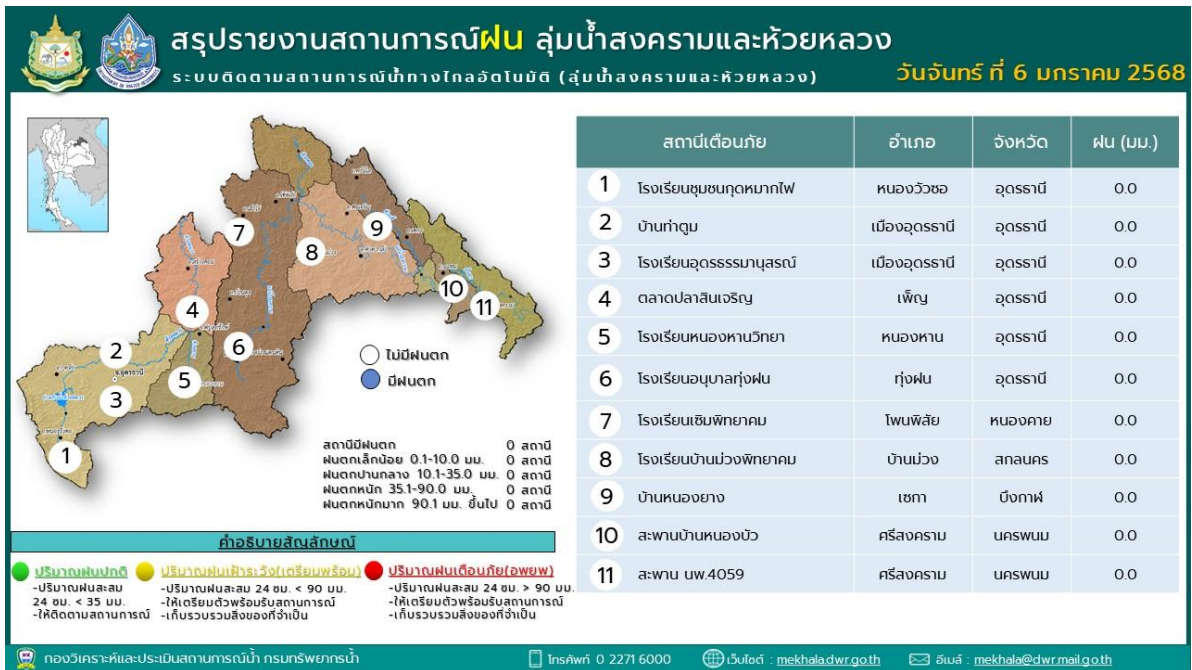 สรุปรายงานสถานการณ์ฝน ลุ่มน้ำสงครามและห้วยหลวง
ระบบติดตามสถานการณ์น้ำทางไกลอัตโนมัติ (ลุ่มน้ำสงครามและห้วยหลวง)
วันจันทร์ ที่ 6 มกราคม 2568
1
2
3
4
5
6
7
8
9
10
11
จ.อุดรธานี
ไม่มีฝนตก
มีฝนตก
สถานีมีฝนตก 0 สถานี
ฝนตกเล็กน้อย 0.1-10.0 มม. 0 สถานี
ฝนตกปานกลาง 10.1-35.0 มม. 0 สถานี
ฝนตกหนัก 35.1-90.0 มม. 0 สถานี
ฝนตกหนักมาก 90.1 มม. ขึ้นไป 0 สถานี
สถานีเตือนภัย อำเภอ จังหวัด ฝน (มม.)
1 โรงเรียนชุมชนกุดหมากไฟ หนองวัวซอ อุดรธานี 0.0
2 บ้านท่าตูม เมืองอุดรธานี อุดรธานี 0.0
3 โรงเรียนอุดรธรรมานุสรณ์ เมืองอุดรธานี อุดรธานี 0.0
4 ตลาดปลาสินเจริญ เพ็ญ อุดรธานี 0.0
5 โรงเรียนหนองหานวิทยา หนองหาน อุดรธานี 0.0
6 โรงเรียนอนุบาลทุ่งฝน ทุ่งฝน อุดรธานี 0.0
7 โรงเรียนเซิมพิทยาคม โพนพิสัย หนองคาย 0.0
8 โรงเรียนบ้านม่วงพิทยาคม บ้านม่วง สกลนคร 0.0
9 บ้านหนองยาง เซกา บึงกาฬ 0.0
10 สะพานบ้านหนองบัว ศรีสงคราม นครพนม 0.0
11 สะพาน นพ.4059 ศรีสงคราม นครพนม 0.0
คำอธิบายสัญลักษณ์
ปริมาณฝนปกติ
-ปริมาณฝนสะสม
24 ชม. < 35 มม.
-ให้ติดตามสถานการณ์
ปริมาณฝนเฝ้าระวัง(เตรียมพร้อม)
-ปริมาณฝนสะสม 24 ชม. < 90 มม.
-ให้เตรียมตัวพร้อมรับสถานการณ์
-เก็บรวบรวมสิ่งของที่จำเป็น
ปริมาณฝนเตือนภัย(อพยพ)
-ปริมาณฝนสะสม 24 ชม. > 90 มม.
-ให้เตรียมตัวพร้อมรับสถานการณ์
-เก็บรวบรวมสิ่งของที่จำเป็น
กองวิเคราะห์และประเมินสถานการณ์น้ำ กรมทรัพยากรน้ำ
โทรศัพท์ 0 2271 6000
เว็บไซต์ : mekhala.dwr.go.th
อีเมล์ : mekhala@dwr.mail.go.th